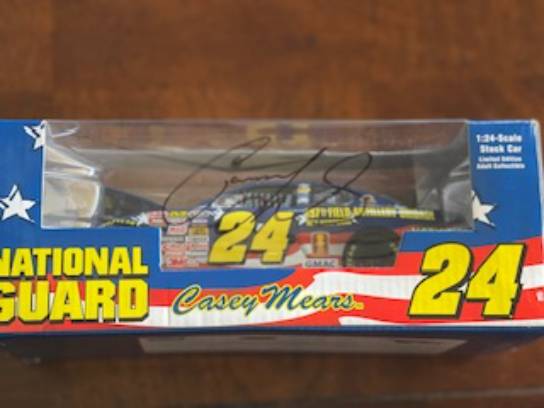 1:24-Scale
Stock Car
Limited Edition
Adult Collectible
24
GMAC
NATIONAL
GUARD
Casey Mears
24